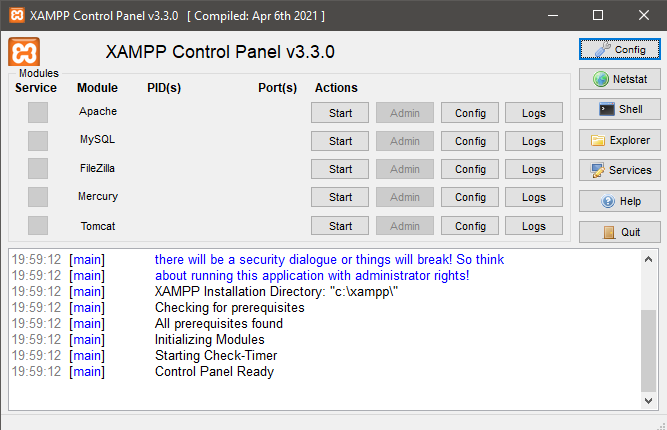 XAMPP Control Panel v3.3.0 [ Compiled: Apr 6th 2021 ]
XAMPP Control Panel v3.3.0
Config
Modules
Netstat
Service Module PID(s) Port(s) Actions
Apache Start Admin Config Logs
Shell
MySQL Start Admin Config Logs
Explorer
FileZilla Start Admin Config Logs
Services
Mercury Start Admin Config Logs
Help
Tomcat Start Admin Config Logs
Quit
19:59:12 [main] there will be a security dialogue or things will break! So think
19:59:12 [main] about running this application with administrator rights!
19:59:12 [main] XAMPP Installation Directory: "c:\xampp\"
19:59:12 [main] Checking for prerequisites
19:59:12 [main] All prerequisites found
19:59:12 [main] Initializing Modules
19:59:12 [main] Starting Check-Timer
19:59:12 [main] Control Panel Ready